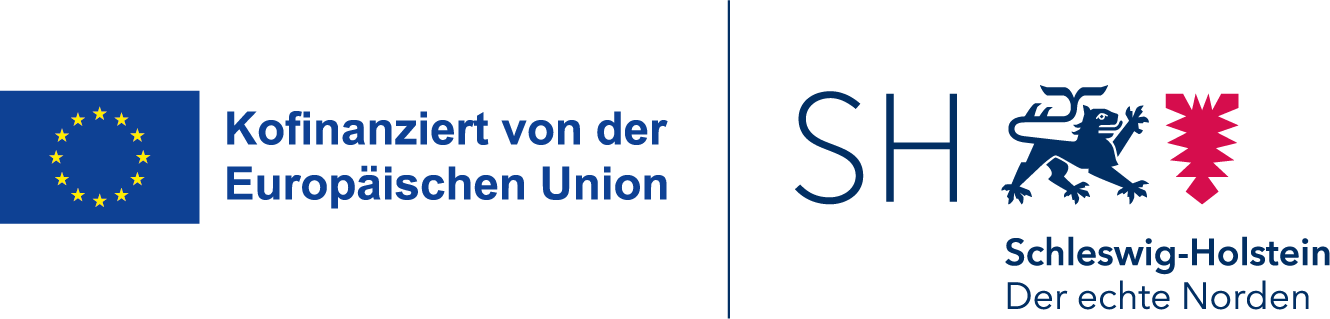 Kofinanziert von der
Europäischen Union
SH
Schleswig-Holstein
Der echte Norden